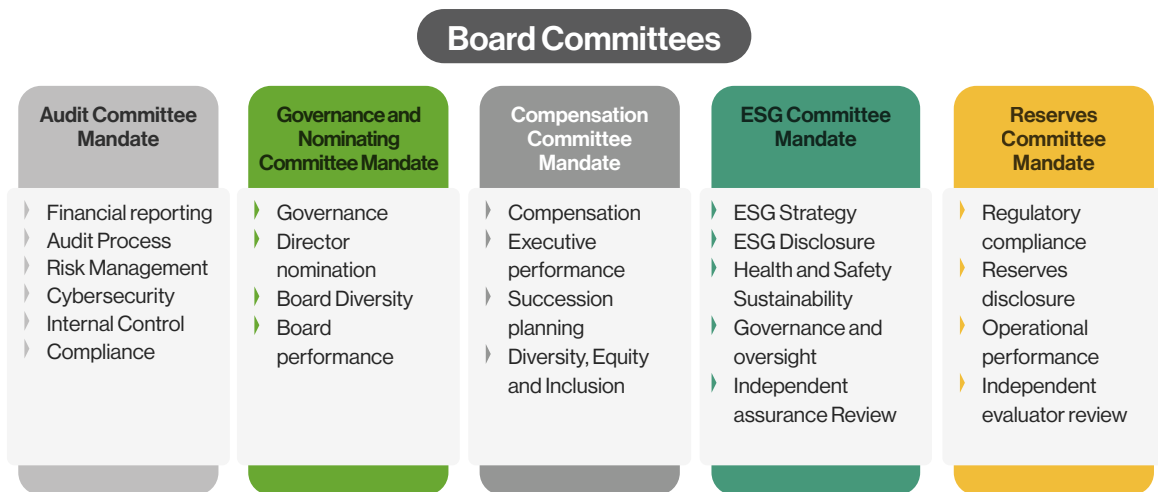 Board Committees
Audit Committee
Mandate
Financial reporting
Audit Process
Risk Management
Cybersecurity
Internal Control
Compliance
Governance and
Nominating
Committee Mandate
Governance
Director
nomination
Board Diversity
Board
performance
Compensation
Committee
Mandate
Compensation
Executive
performance
Succession
planning
Diversity, Equity
and Inclusion
ESG Committee
Mandate
ESG Strategy
ESG Disclosure
Health and Safety
Sustainability
Governance and
oversight
Independent
assurance Review
Reserves
Committee
Mandate
Regulatory
compliance
Reserves
disclosure
Operational
performance
Independent
evaluator review